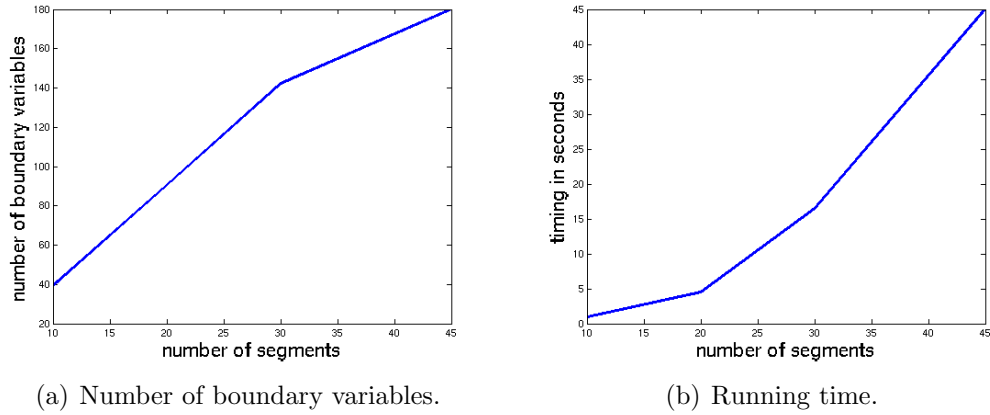 180
160
140
120
100
80
60
40
20
number of boundary variables
10 15 20 25 30 35 40 45
number of segments
(a) Number of boundary variables.
45
40
35
30
25
20
15
10
5
0
timing in seconds
10 15 20 25 30 35 40 45
number of segments
(b) Running time.